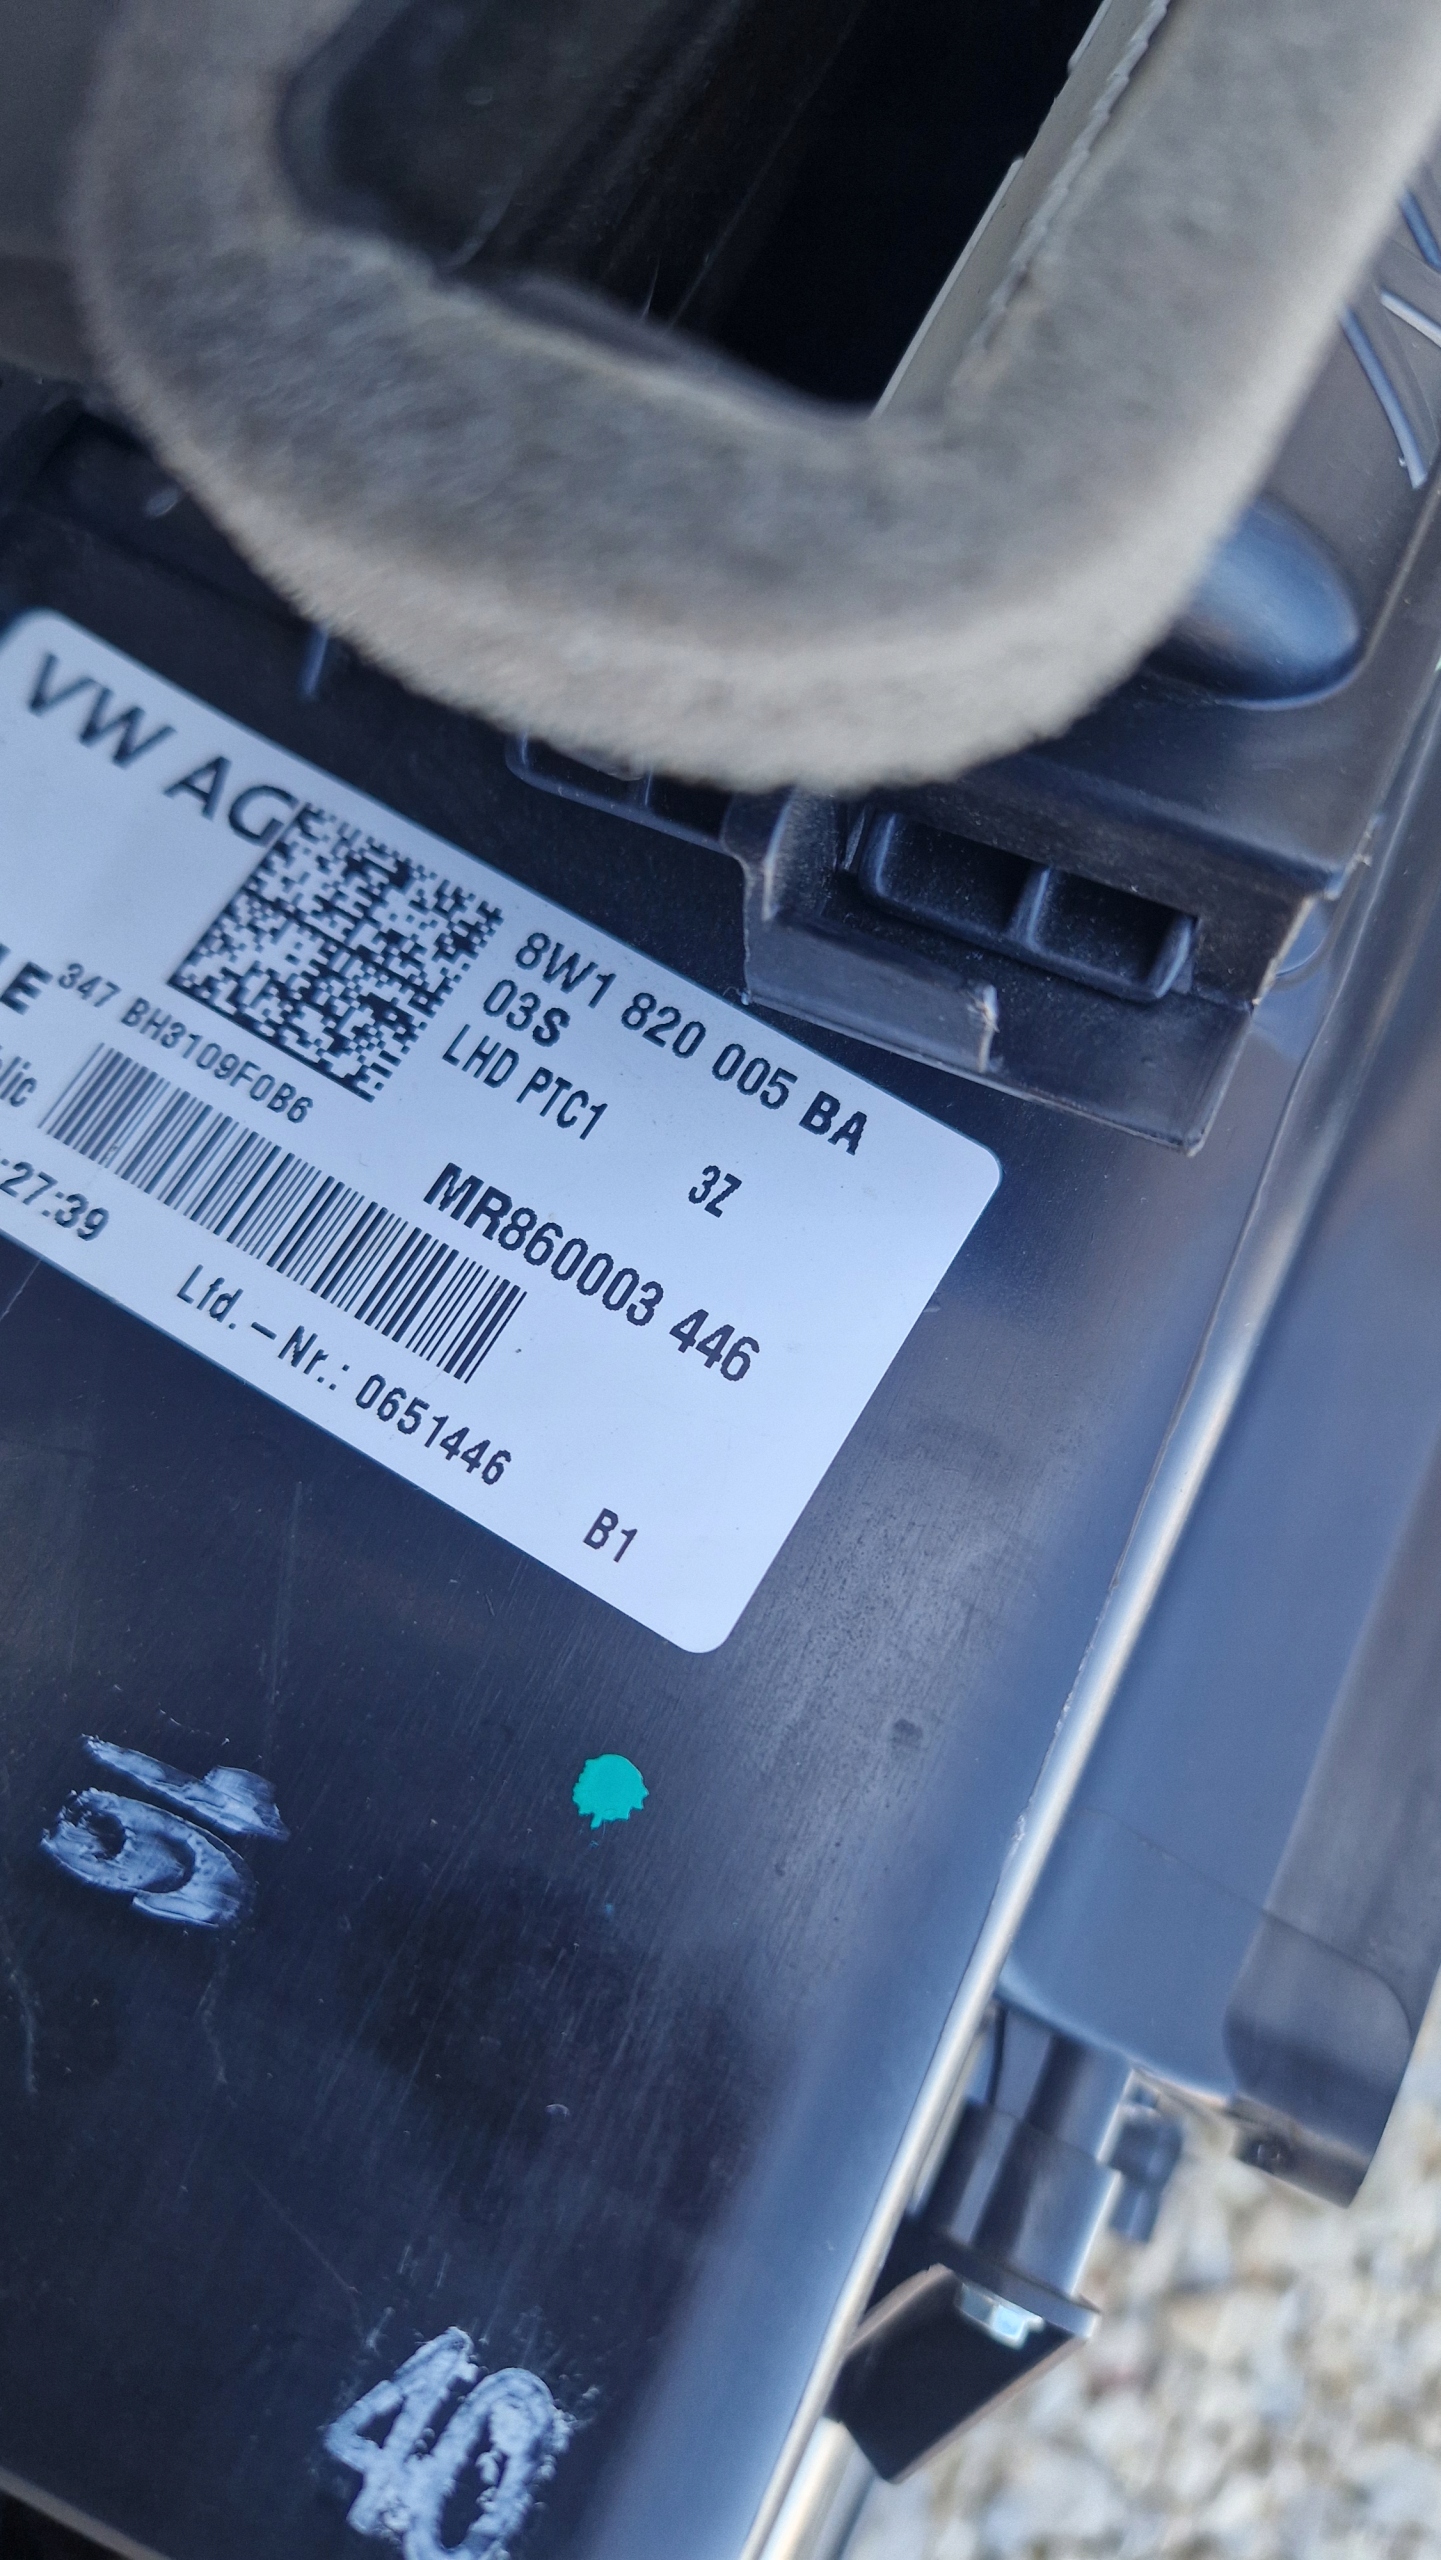 VW AG
8W1 820 005 BA
03S
LHD PTC1
3Z
347 BH3109F0B6
MR860003 446
:27:39
Lfd.-Nr.: 0651446
B1
40